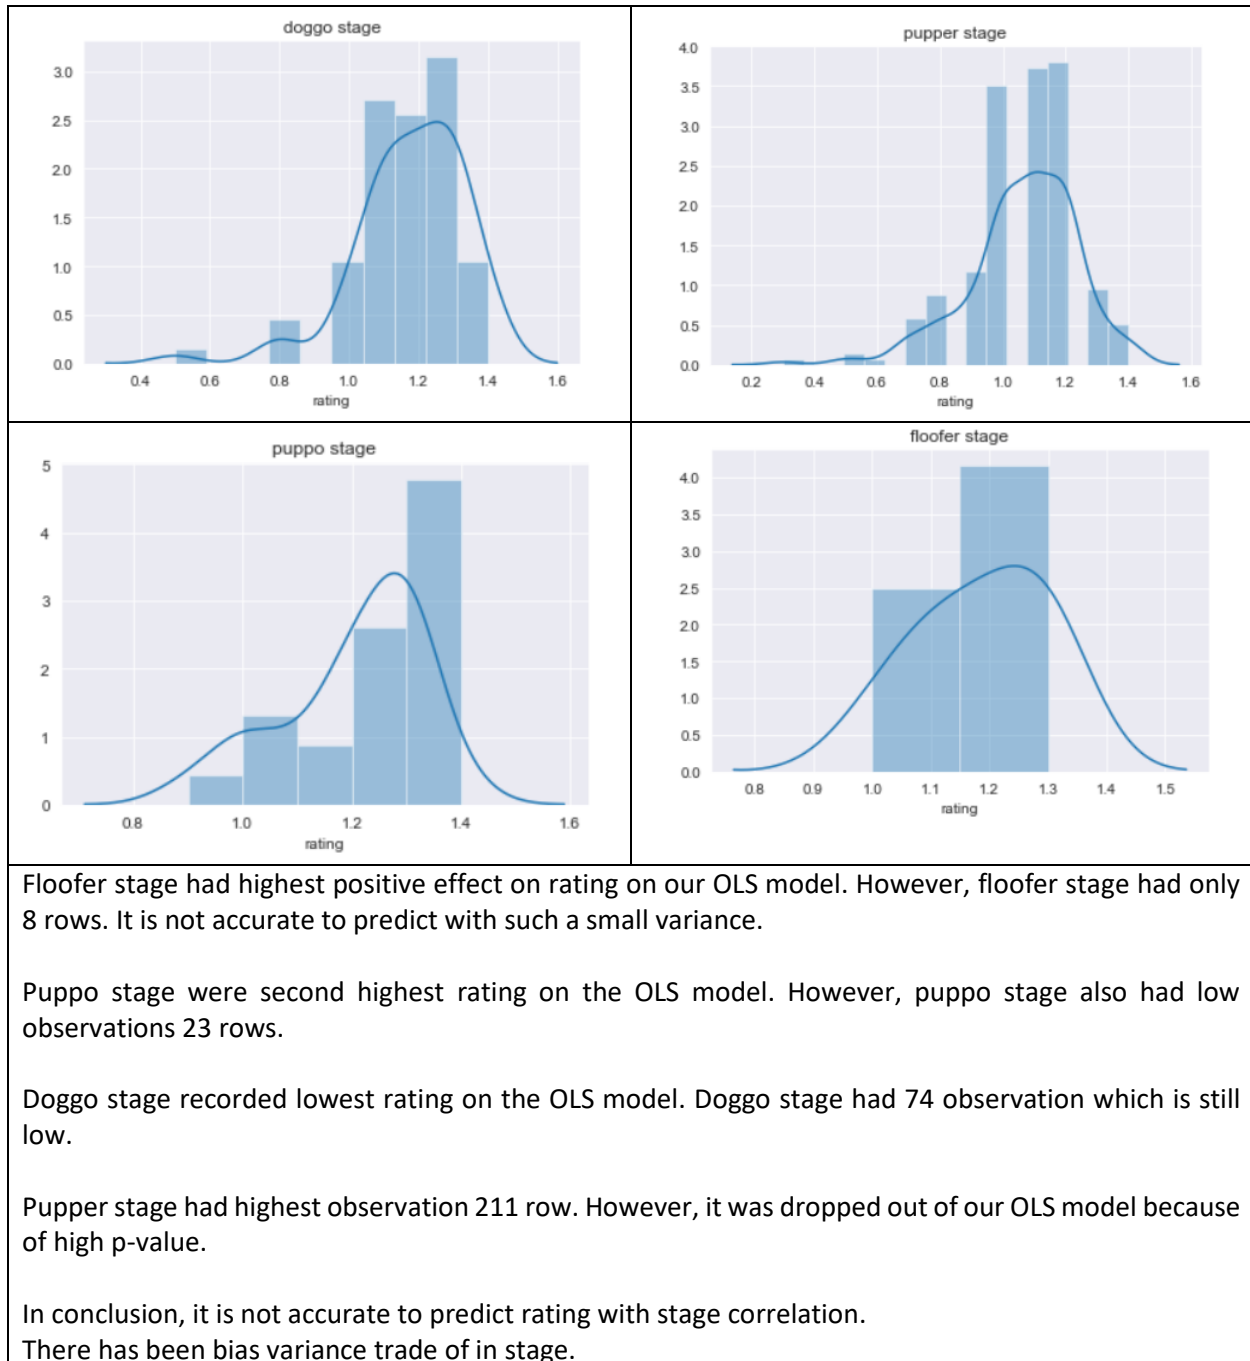 doggo stage
3.0
2.5
2.0
1.5
1.0
0.5
0.0
0.4 0.6 0.8 1.0 1.2 1.4 1.6
rating
pupper stage
4.0
3.5
3.0
2.5
2.0
1.5
1.0
0.5
0.0
0.2 0.4 0.6 0.8 1.0 1.2 1.4 1.6
rating
puppo stage
5
4
3
2
1
0
0.8 1.0 1.2 1.4 1.6
rating
floofer stage
4.0
3.5
3.0
2.5
2.0
1.5
1.0
0.5
0.0
0.8 0.9 1.0 1.1 1.2 1.3 1.4 1.5
rating
Floofer stage had highest positive effect on rating on our OLS model. However, floofer stage had only
8 rows. It is not accurate to predict with such a small variance.
Puppo stage were second highest rating on the OLS model. However, puppo stage also had low
observations 23 rows.
Doggo stage recorded lowest rating on the OLS model. Doggo stage had 74 observation which is still
low.
Pupper stage had highest observation 211 row. However, it was dropped out of our OLS model because
of high p-value.
In conclusion, it is not accurate to predict rating with stage correlation.
There has been bias variance trade of in stage.